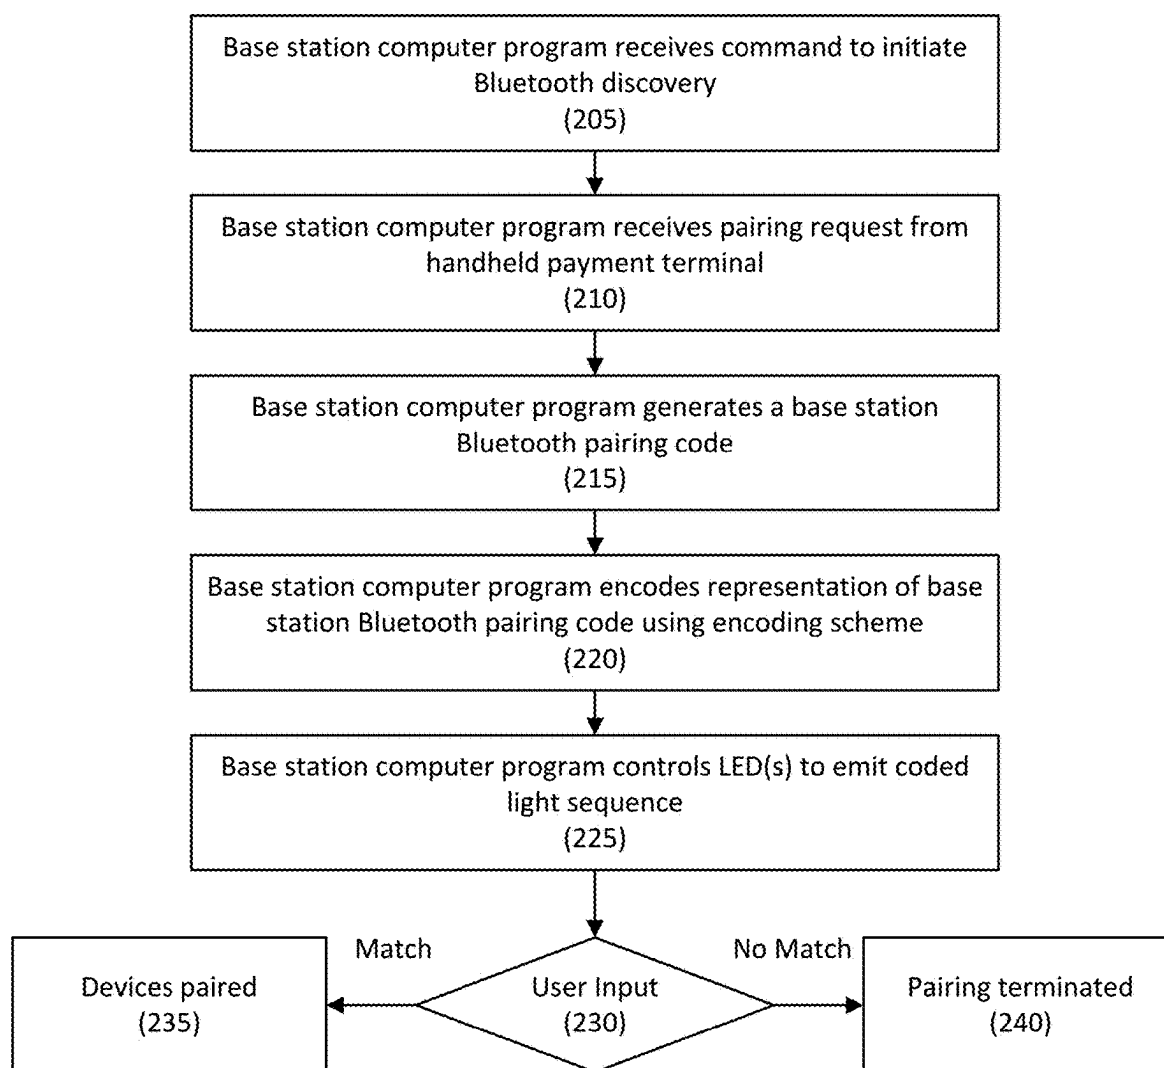 Base station computer program receives command to initiate
Bluetooth discovery
(205)
Base station computer program receives pairing request from
handheld payment terminal
(210)
Base station computer program generates a base station
Bluetooth pairing code
(215)
Base station computer program encodes representation of base
station Bluetooth pairing code using encoding scheme
(220)
Base station computer program controls LED(s) to emit coded
light sequence
(225)
Match
No Match
Devices paired
(235)
User Input
(230)
Pairing terminated
(240)